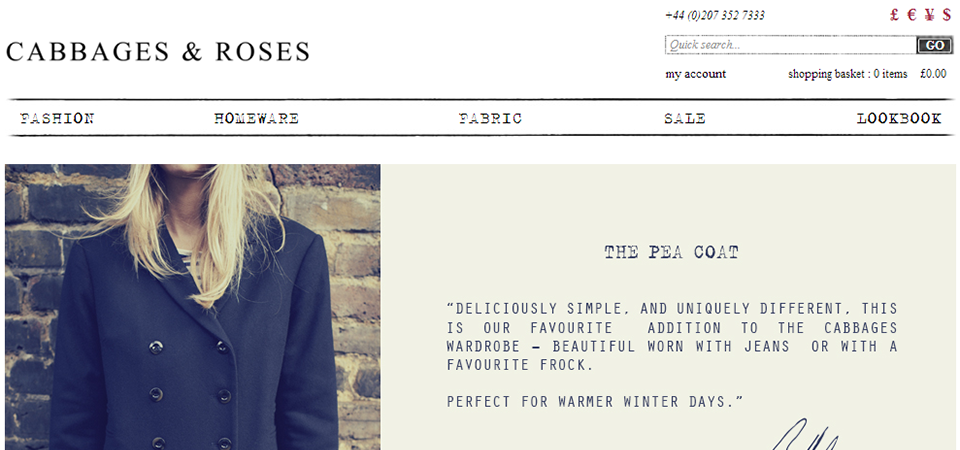 +44 (0)207 352 7333
£ € ¥ $
CABBAGES & ROSES
Quick search...
GO
my account
shopping basket : 0 items £0.00
FASHION HOMEWARE FABRIC SALE LOOKBOOK
THE PEA COAT
“DELICIOUSLY SIMPLE, AND UNIQUELY DIFFERENT, THIS
IS OUR FAVOURITE ADDITION TO THE CABBAGES
WARDROBE – BEAUTIFUL WORN WITH JEANS OR WITH A
FAVOURITE FROCK.
PERFECT FOR WARMER WINTER DAYS.”